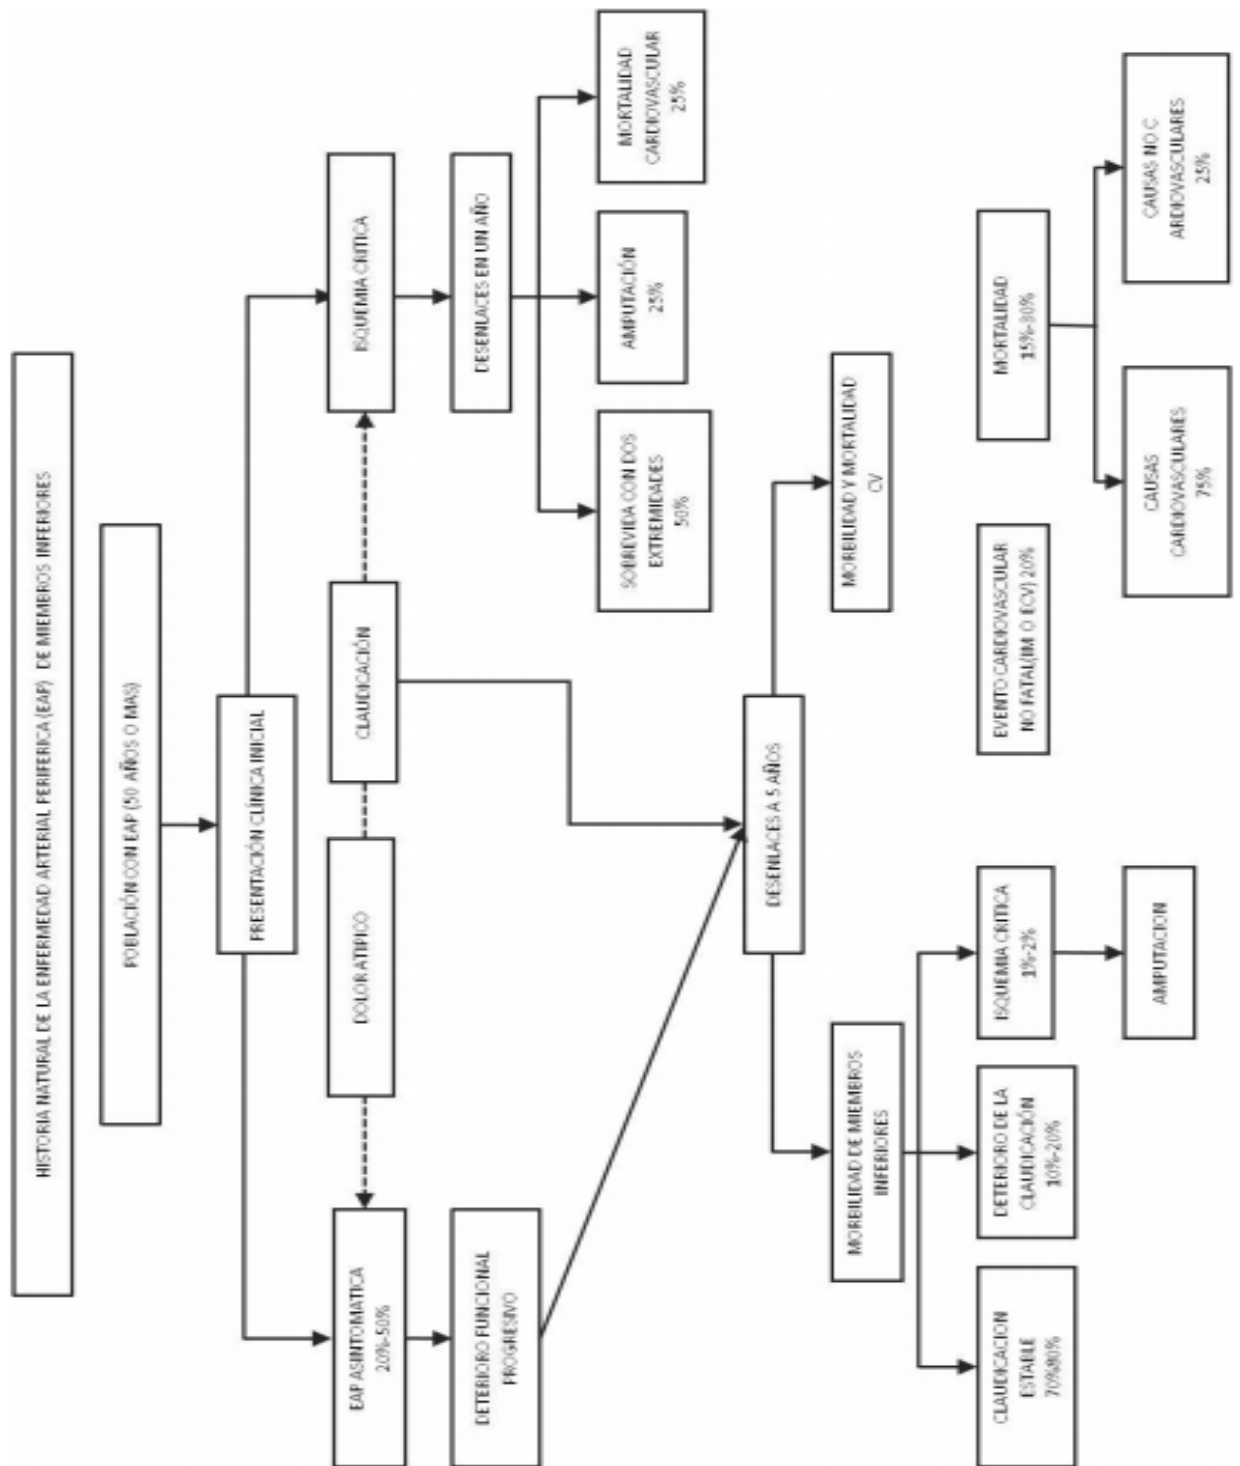 HISTORIA NATURAL DE LA ENFERMEDAD ARTERIAL PERIFERICA (EAP) DE MIEMBROS INFERIORES
POBLACIÓN CON EAP (50 AÑOS O MAS)
PRESENTACIÓN CLÍNICA INICIAL
EAP ASINTOMATICA
20%-50%
DOLOR ATIPICO
CLAUDICACIÓN
ISQUEMIA CRITICA
DETERIORO FUNCIONAL
PROGRESIVO
DESENLACES EN UN AÑO
SOBREVIDA CON DOS
EXTREMIDADES
50%
AMPUTACIÓN
25%
MORTALIDAD
CARDIOVASCULAR
25%
DESENLACES A 5 AÑOS
MORBILIDAD DE MIEMBROS
INFERIORES
MORBILIDAD Y MORTALIDAD
CV
CLAUDICACION
ESTABLE
70%80%
DETERIORO DE LA
CLAUDICACIÓN
10%-20%
ISQUEMIA CRITICA
1%-2%
EVENTO CARDIOVASCULAR
NO FATAL(IM O ECV) 20%
MORTALIDAD
15%-30%
AMPUTACION
CAUSAS
CARDIOVASCULARES
75%
CAUSAS NO C
ARDIOVASCULARES
25%